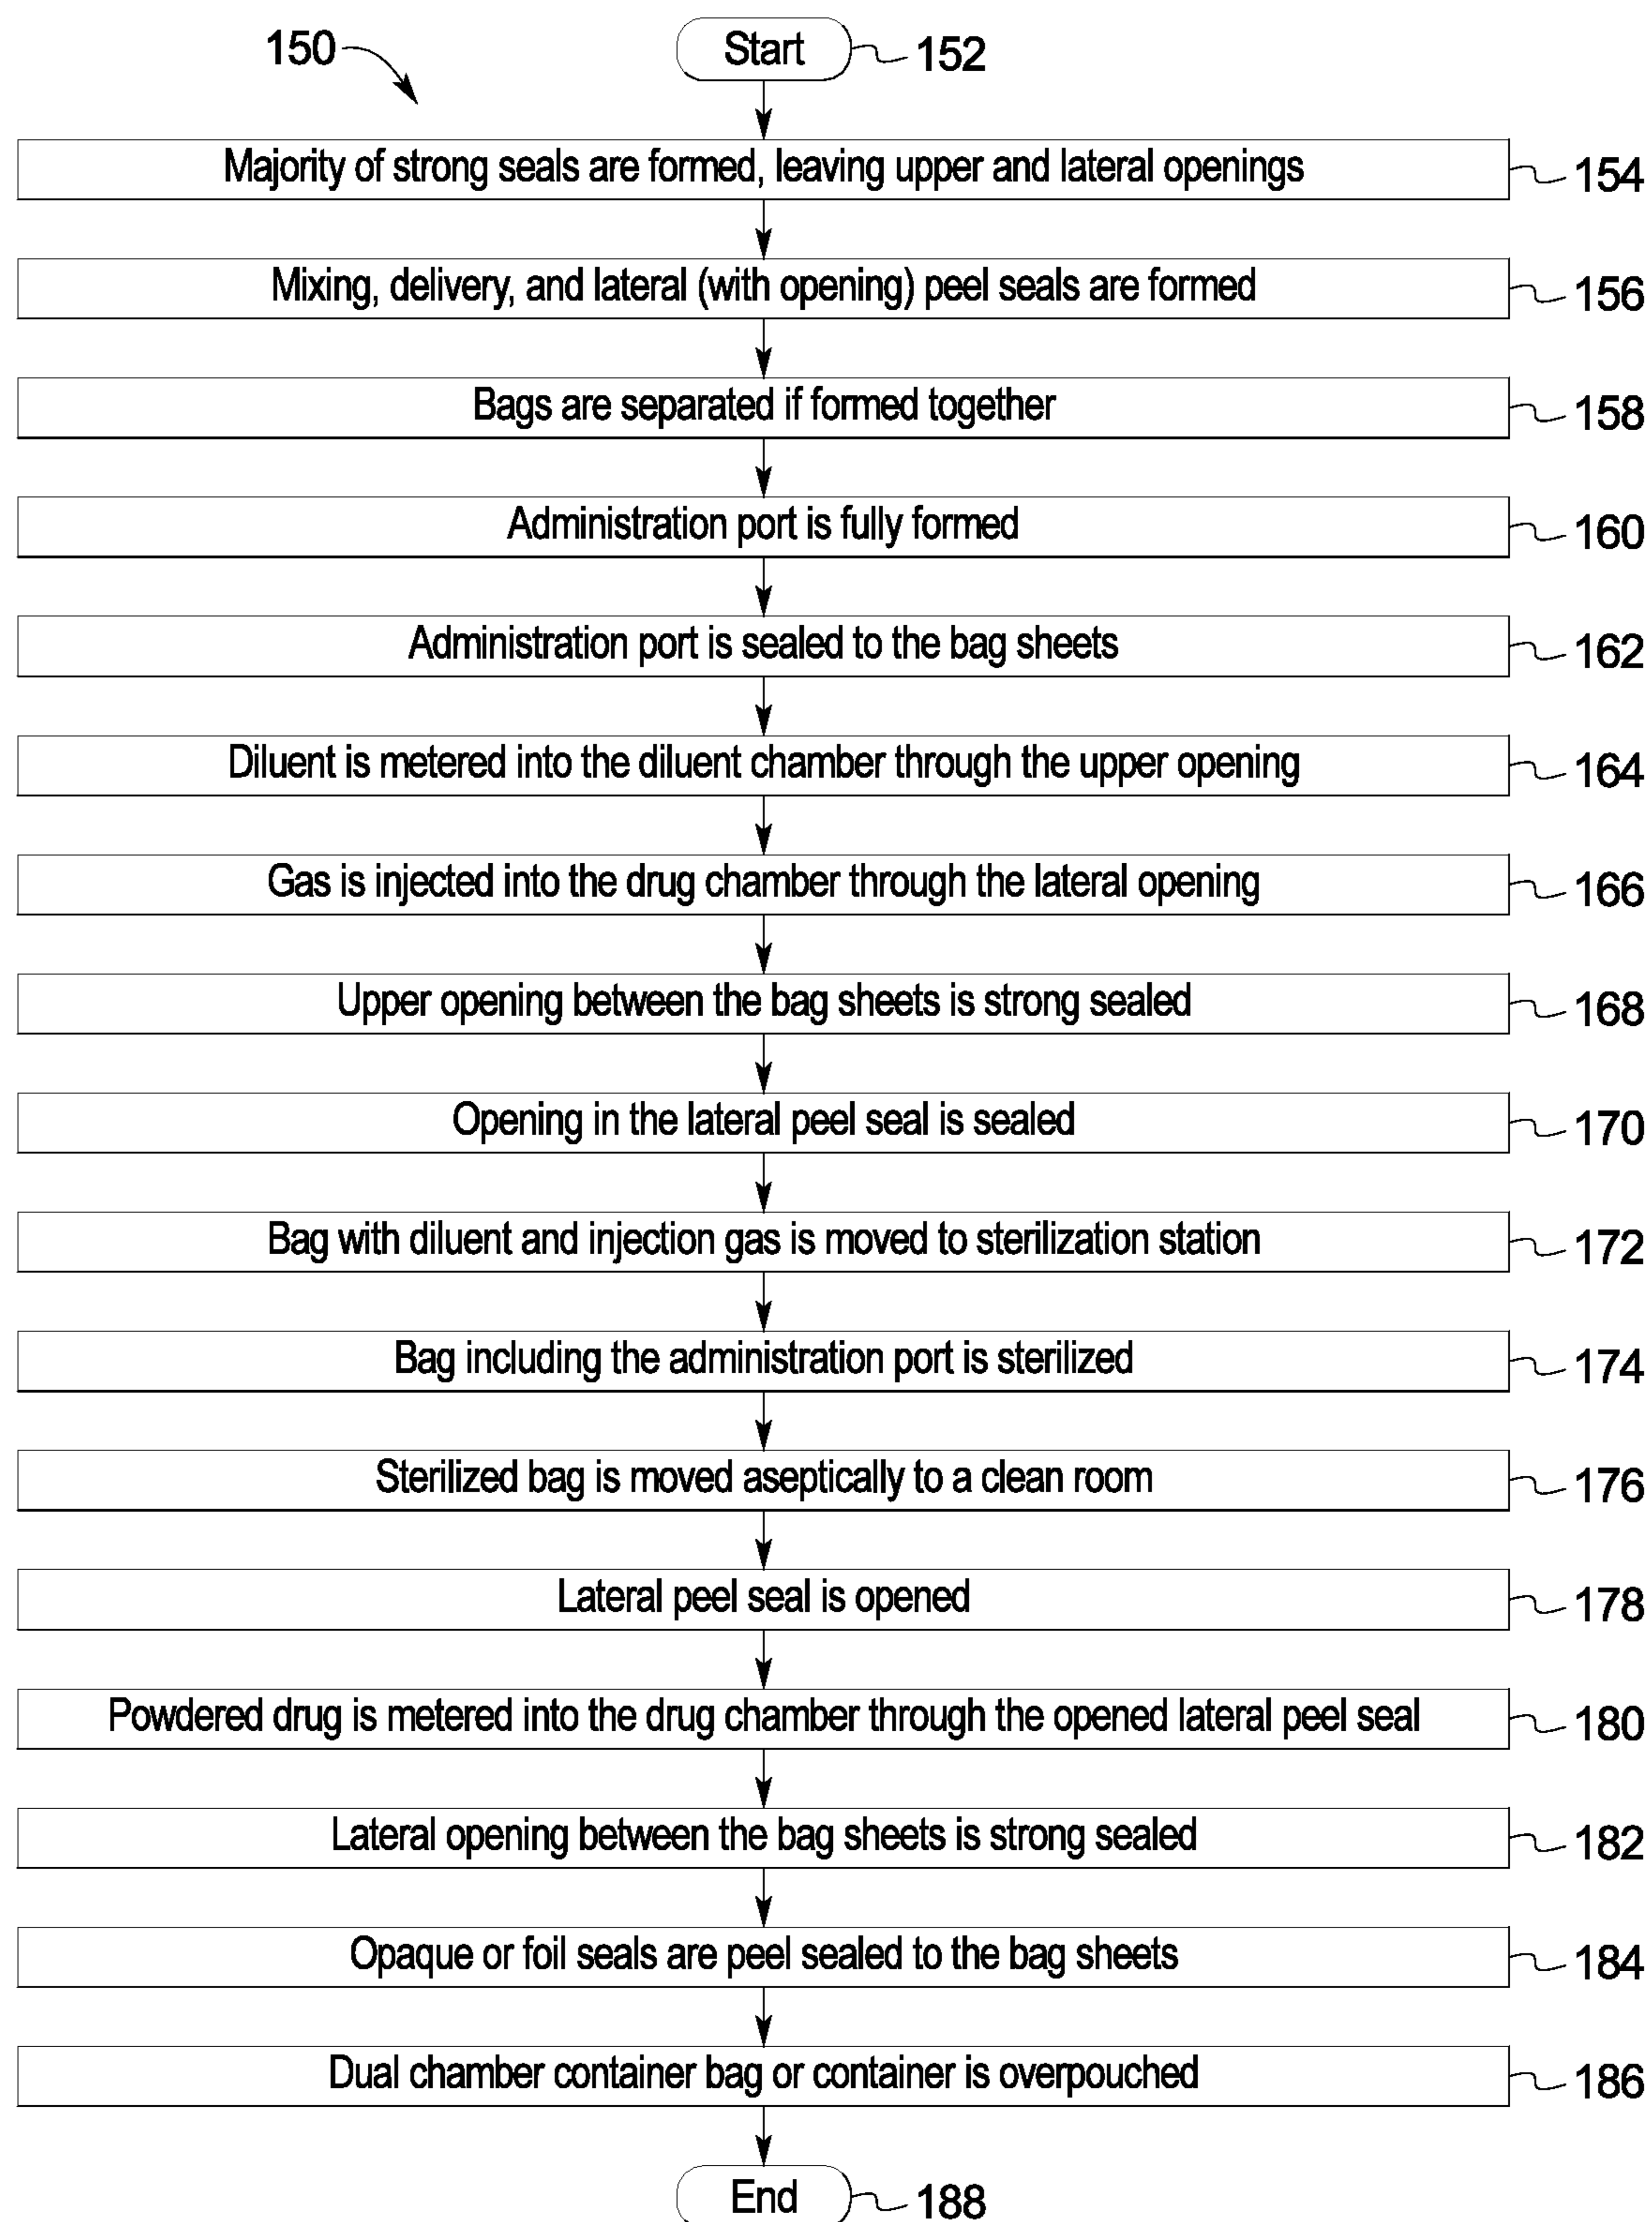 150
Start 152
Majority of strong seals are formed, leaving upper and lateral openings 154
Mixing, delivery, and lateral (with opening) peel seals are formed 156
Bags are separated if formed together 158
Administration port is fully formed 160
Administration port is sealed to the bag sheets 162
Diluent is metered into the diluent chamber through the upper opening 164
Gas is injected into the drug chamber through the lateral opening 166
Upper opening between the bag sheets is strong sealed 168
Opening in the lateral peel seal is sealed 170
Bag with diluent and injection gas is moved to sterilization station 172
Bag including the administration port is sterilized 174
Sterilized bag is moved aseptically to a clean room 176
Lateral peel seal is opened 178
Powdered drug is metered into the drug chamber through the opened lateral peel seal 180
Lateral opening between the bag sheets is strong sealed 182
Opaque or foil seals are peel sealed to the bag sheets 184
Dual chamber container bag or container is overpouched 186
End 188